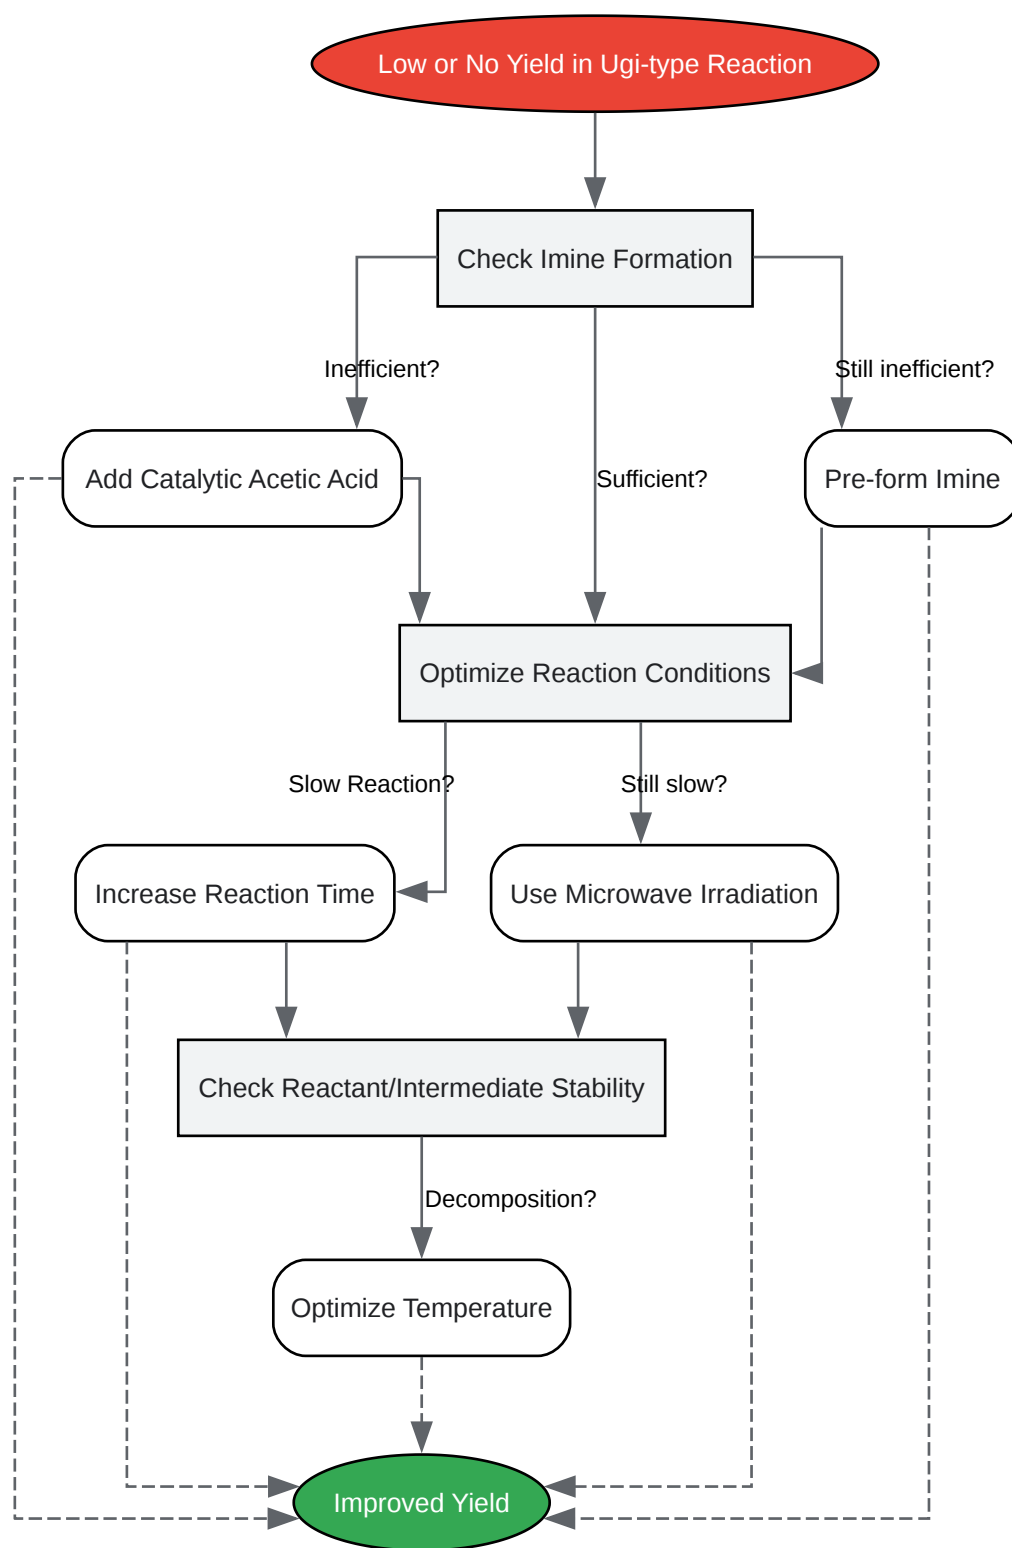 Low or No Yield in Ugi-type Reaction
Check Imine Formation
Inefficient?
Still inefficient?
Add Catalytic Acetic Acid
Sufficient?
Pre-form Imine
Optimize Reaction Conditions
Slow Reaction?
Still slow?
Increase Reaction Time
Use Microwave Irradiation
Check Reactant/Intermediate Stability
Decomposition?
Optimize Temperature
Improved Yield